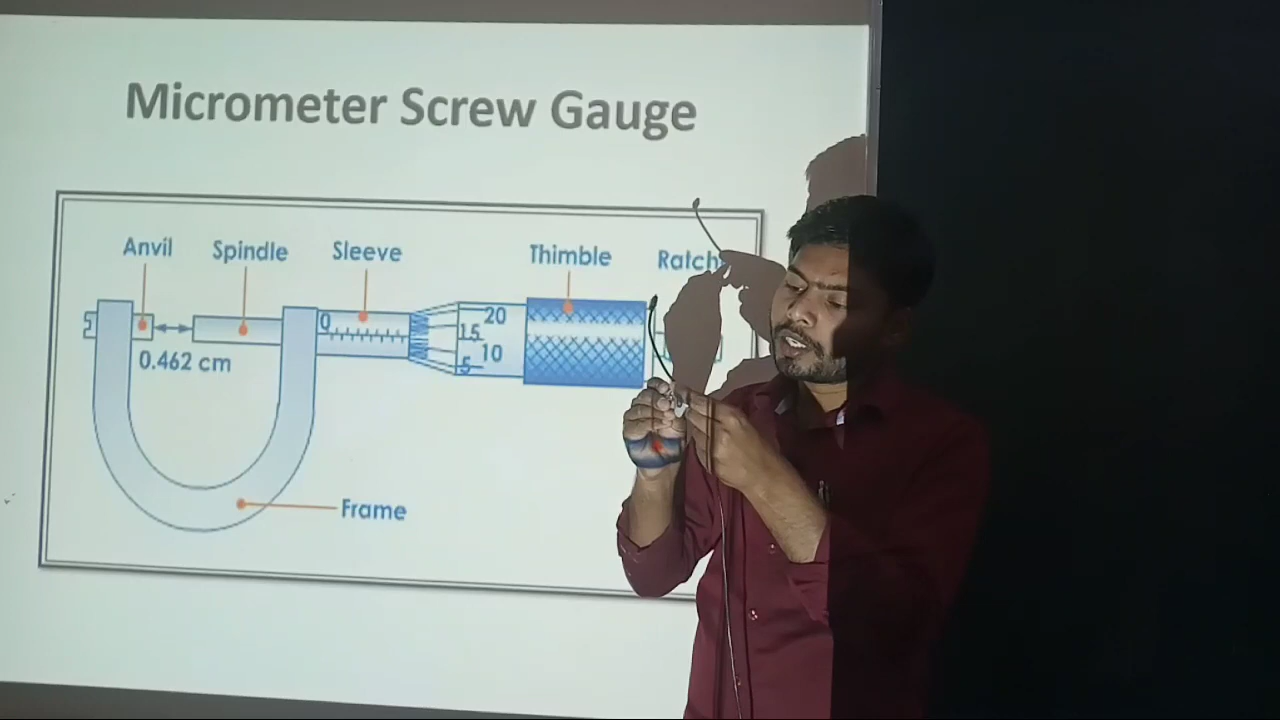 Micrometer Screw Gauge
Anvil Spindle Sleeve Thimble Ratch
0 20
15
10
5
0.462 cm
Frame